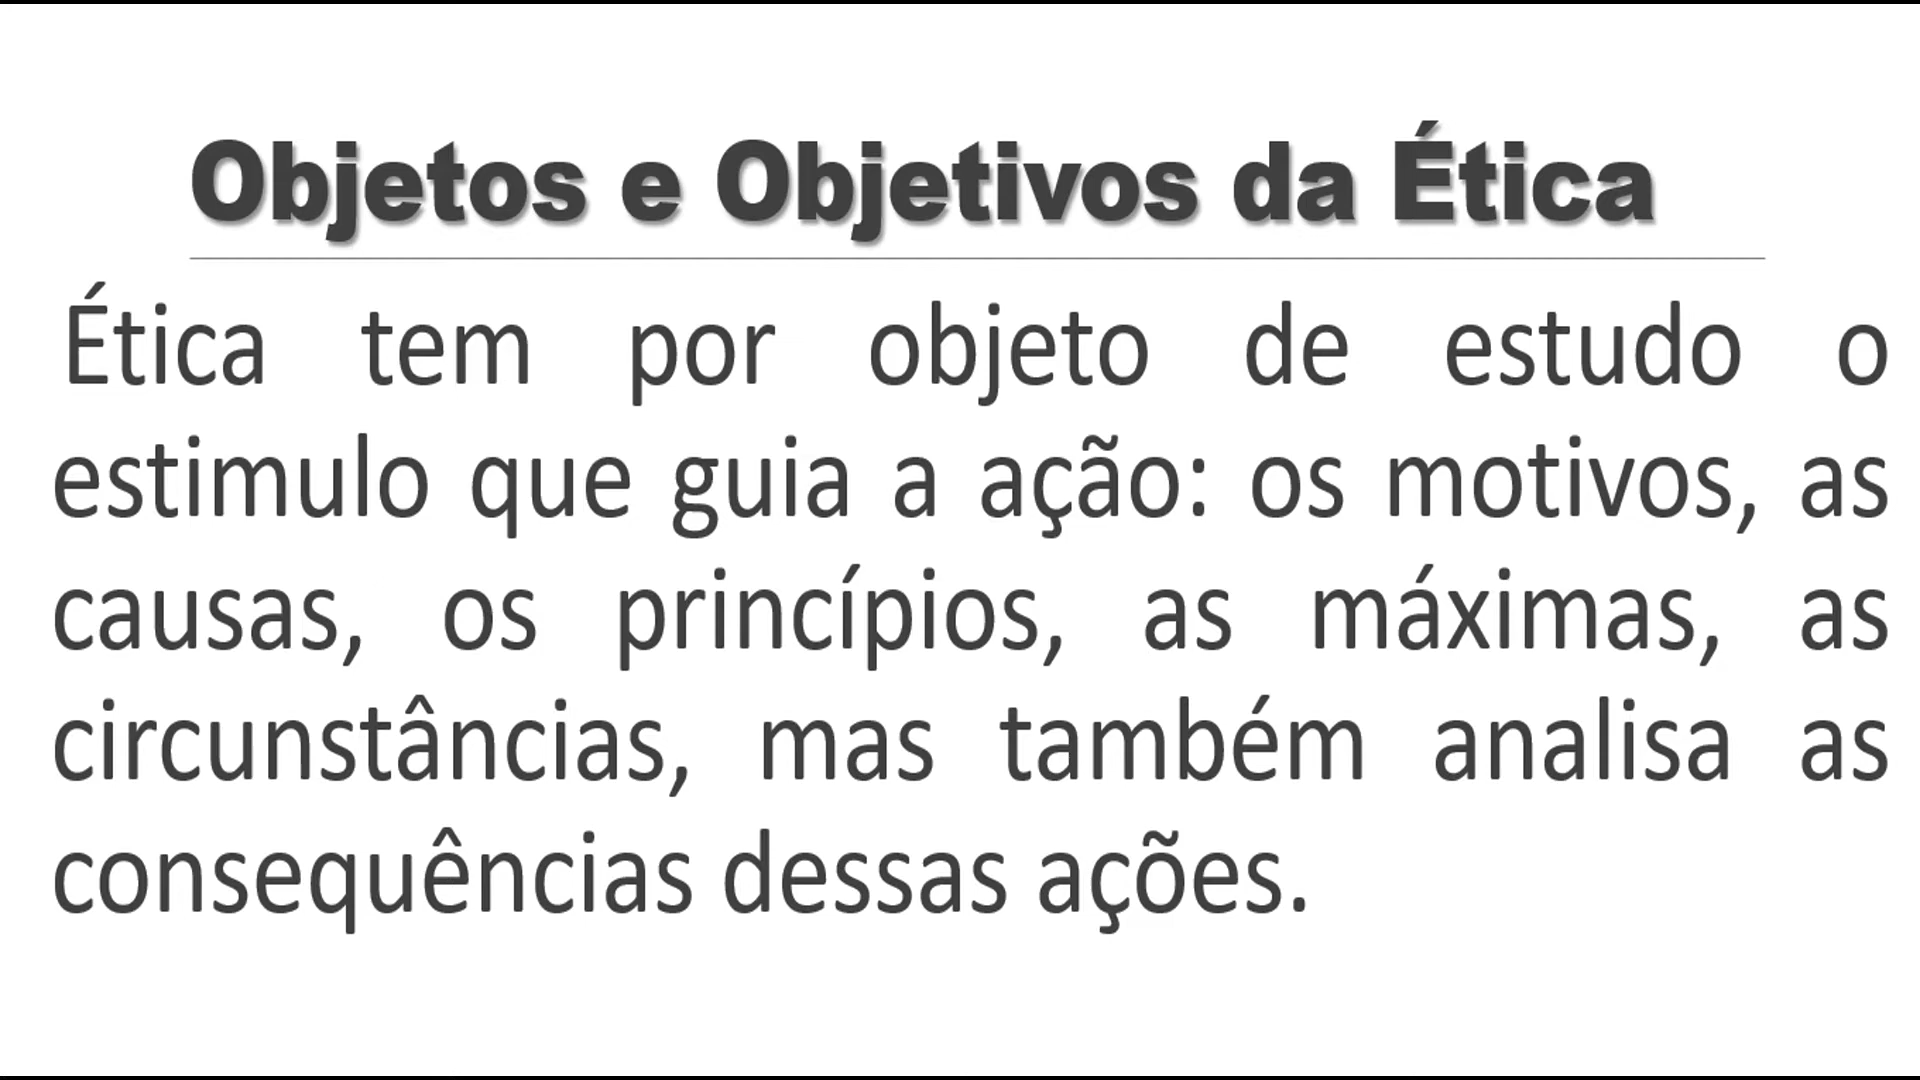 Objetos e Objetivos da Ética
Ética tem por objeto de estudo o
estimulo que guia a ação: os motivos, as
causas, os princípios, as máximas, as
circunstâncias, mas também analisa as
consequências dessas ações.